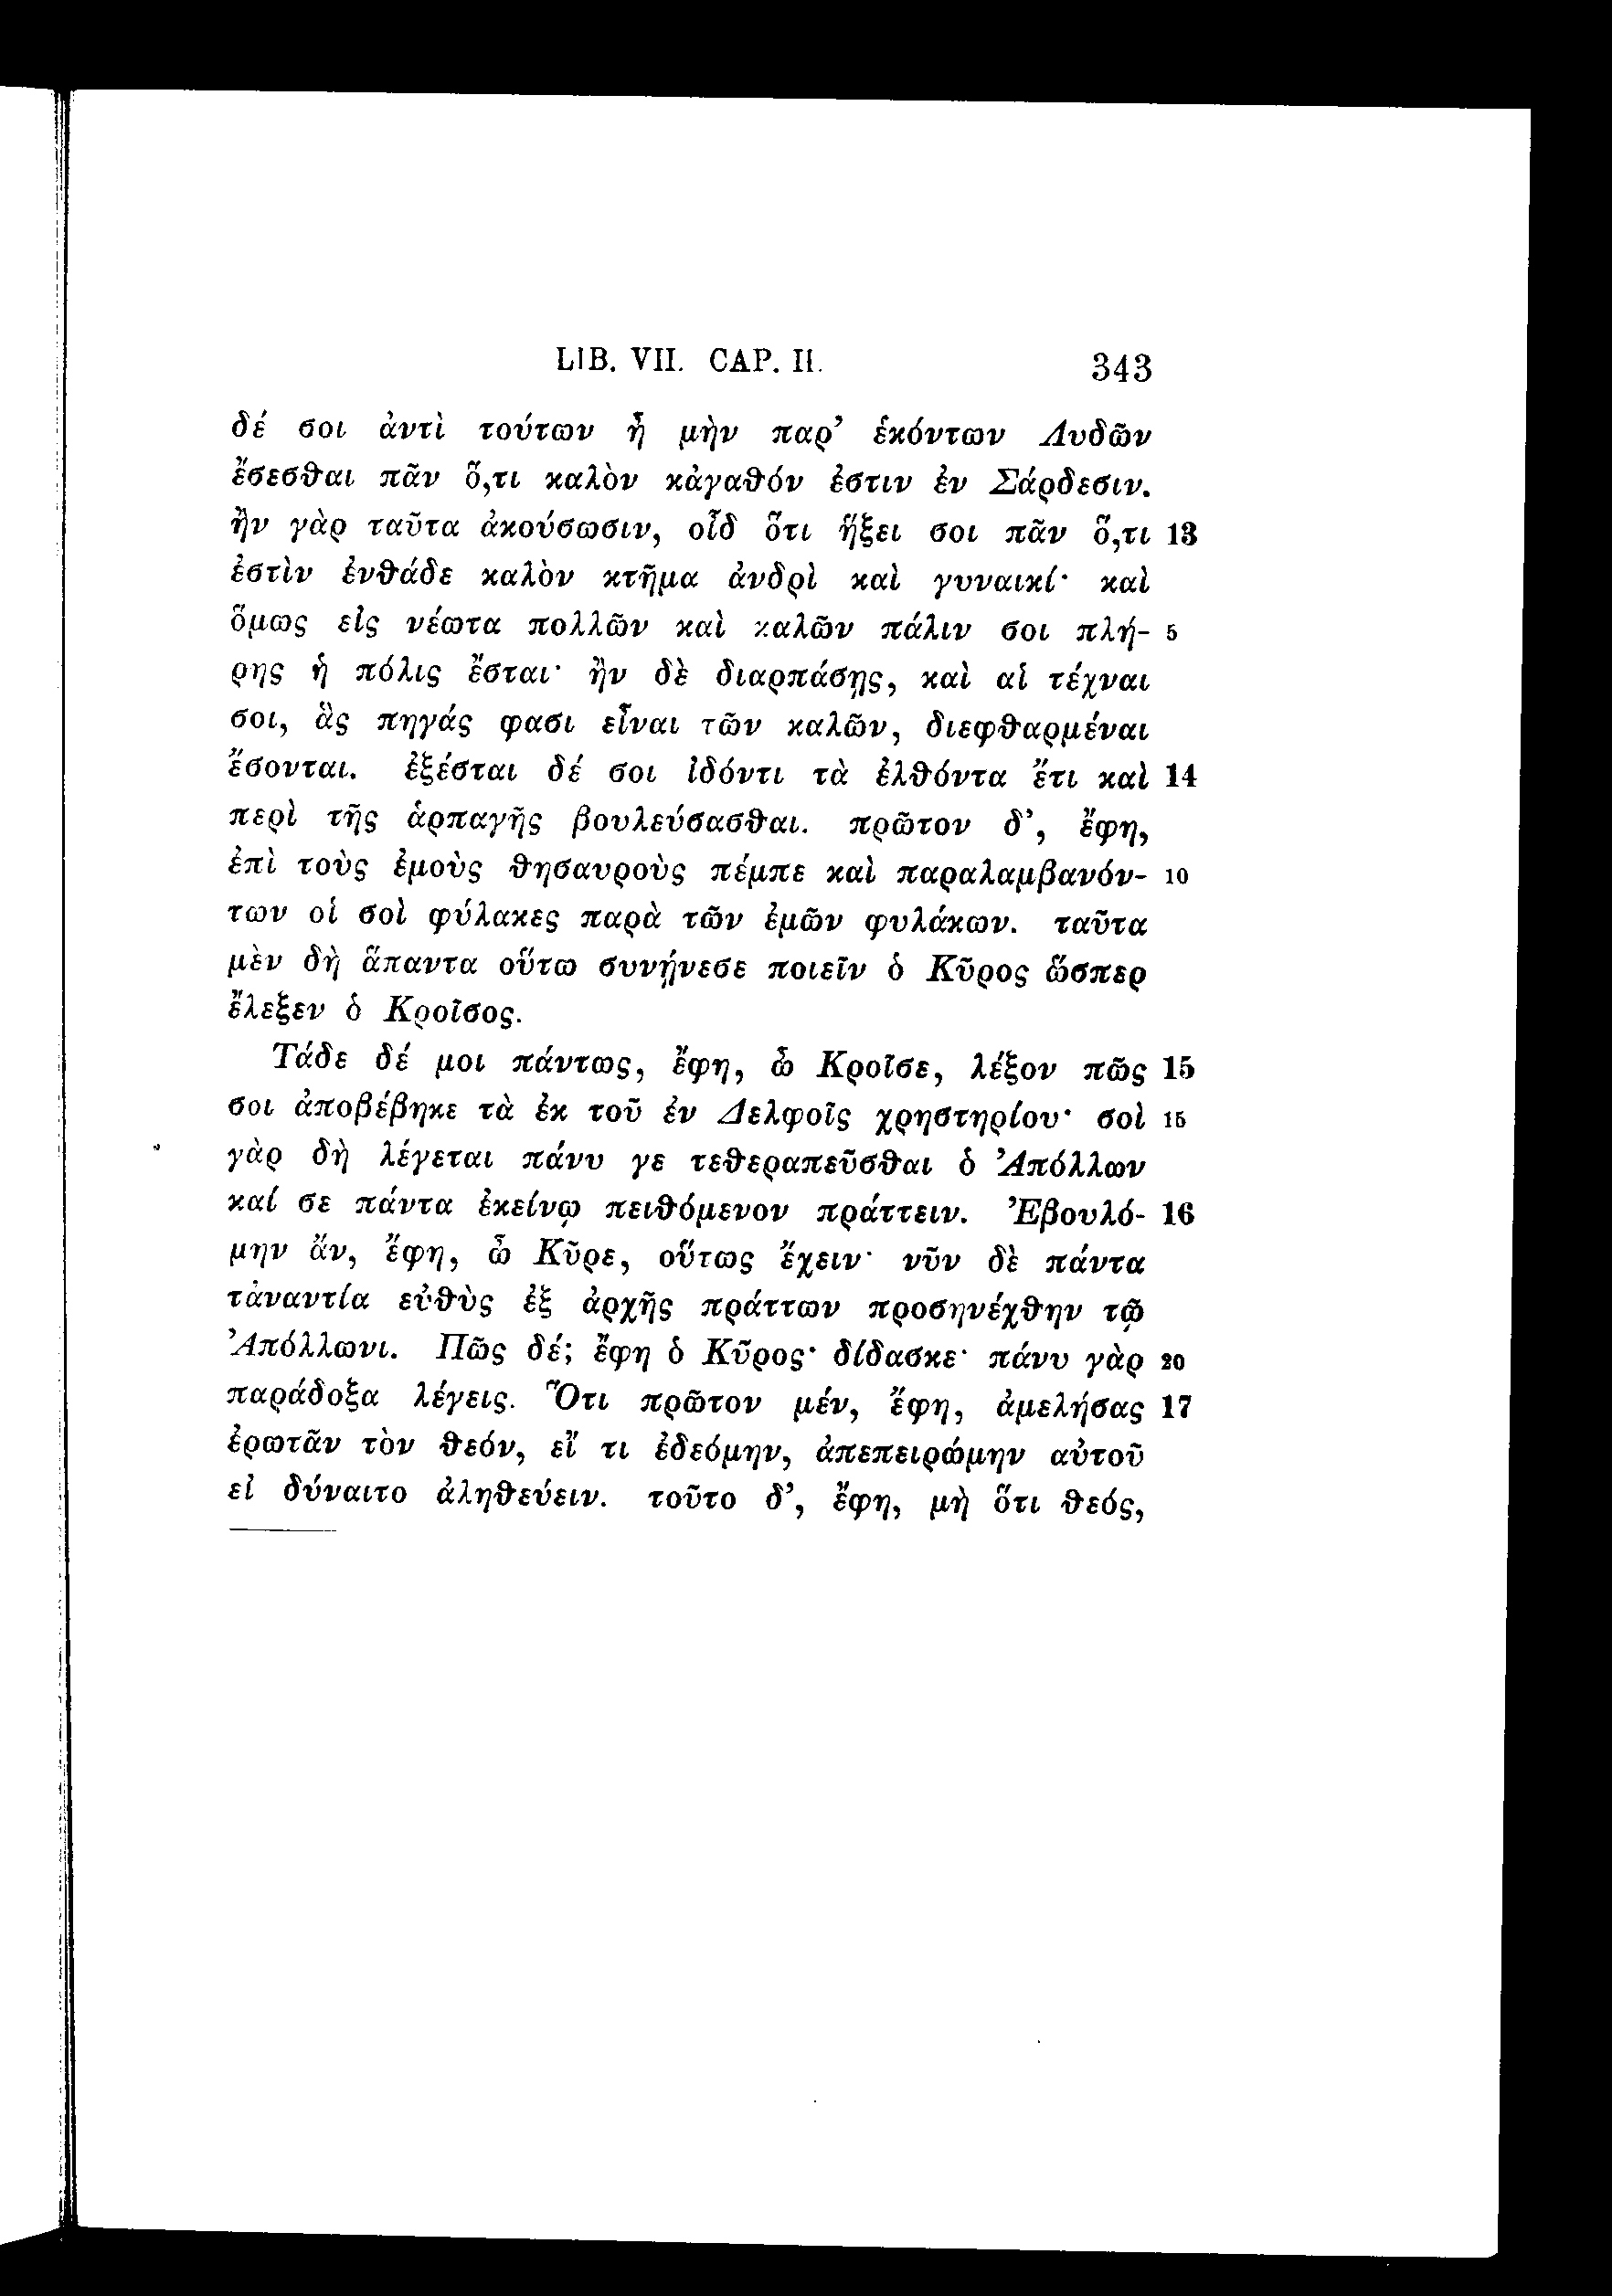 LIB. VII. CAP. II. 343
δέ σοι ἀντὶ τούτων ἦ μὴν παρ’ ἑκόντων Λυδῶν
ἔσεσθαι πᾶν ὅ,τι καλὸν κἀγαθόν ἐστιν ἐν Σάρδεσιν.
ἢν γὰρ ταῦτα ἀκούσωσιν, οἶδ ὅτι ἥξει σοι πᾶν ὅ,τι 13
ἐστὶν ἐνθάδε καλὸν κτῆμα ἀνδρὶ καὶ γυναικί· καὶ
ὅμως εἰς νέωτα πολλῶν καὶ καλῶν πάλιν σοι πλή- 5
ρης ἡ πόλις ἔσται· ἢν δὲ διαρπάσῃς, καὶ αἱ τέχναι
σοι, ἃς πηγάς φασι εἶναι τῶν καλῶν, διεφθαρμέναι
ἔσονται. ἐξέσται δέ σοι ἰδόντι τὰ ἐλθόντα ἔτι καὶ 14
περὶ τῆς ἁρπαγῆς βουλεύσασθαι. πρῶτον δ’, ἔφη,
ἐπὶ τοὺς ἐμοὺς θησαυροὺς πέμπε καὶ παραλαμβανόν- 10
των οἱ σοὶ φύλακες παρὰ τῶν ἐμῶν φυλάκων. ταῦτα
μὲν δὴ ἅπαντα οὕτω συνῄνεσε ποιεῖν ὁ Κῦρος ὥσπερ
ἔλεξεν ὁ Κροῖσος.
Τάδε δέ μοι πάντως, ἔφη, ὦ Κροῖσε, λέξον πῶς 15
σοι ἀποβέβηκε τὰ ἐκ τοῦ ἐν Δελφοῖς χρηστηρίου· σοὶ 15
γὰρ δὴ λέγεται πάνυ γε τεθεραπεῦσθαι ὁ Ἀπόλλων
καί σε πάντα ἐκείνῳ πειθόμενον πράττειν. Ἐβουλό- 16
μην ἄν, ἔφη, ὦ Κῦρε, οὕτως ἔχειν· νῦν δὲ πάντα
τἀναντία εὐθὺς ἐξ ἀρχῆς πράττων προσηνέχθην τῷ
Ἀπόλλωνι. Πῶς δέ; ἔφη ὁ Κῦρος· δίδασκε· πάνυ γὰρ 20
παράδοξα λέγεις. Ὅτι πρῶτον μέν, ἔφη, ἀμελήσας 17
ἐρωτᾶν τὸν θεόν, εἴ τι ἐδεόμην, ἀπεπειρώμην αὐτοῦ
εἰ δύναιτο ἀληθεύειν. τοῦτο δ’, ἔφη, μὴ ὅτι θεός,